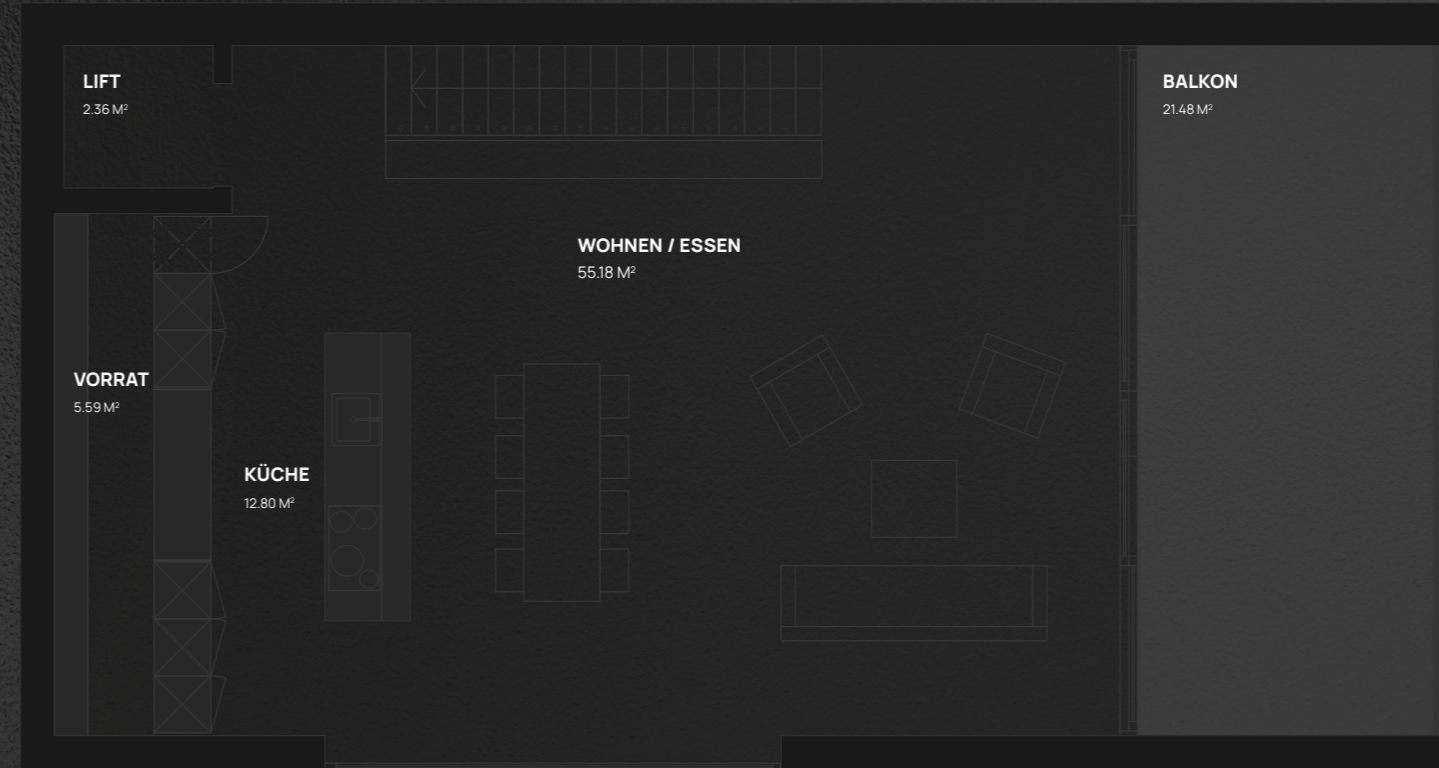 LIFT
2.36 M²
BALKON
21.48 M²
WOHNEN / ESSEN
55.18 M²
VORRAT
5.59 M²
KÜCHE
12.80 M²